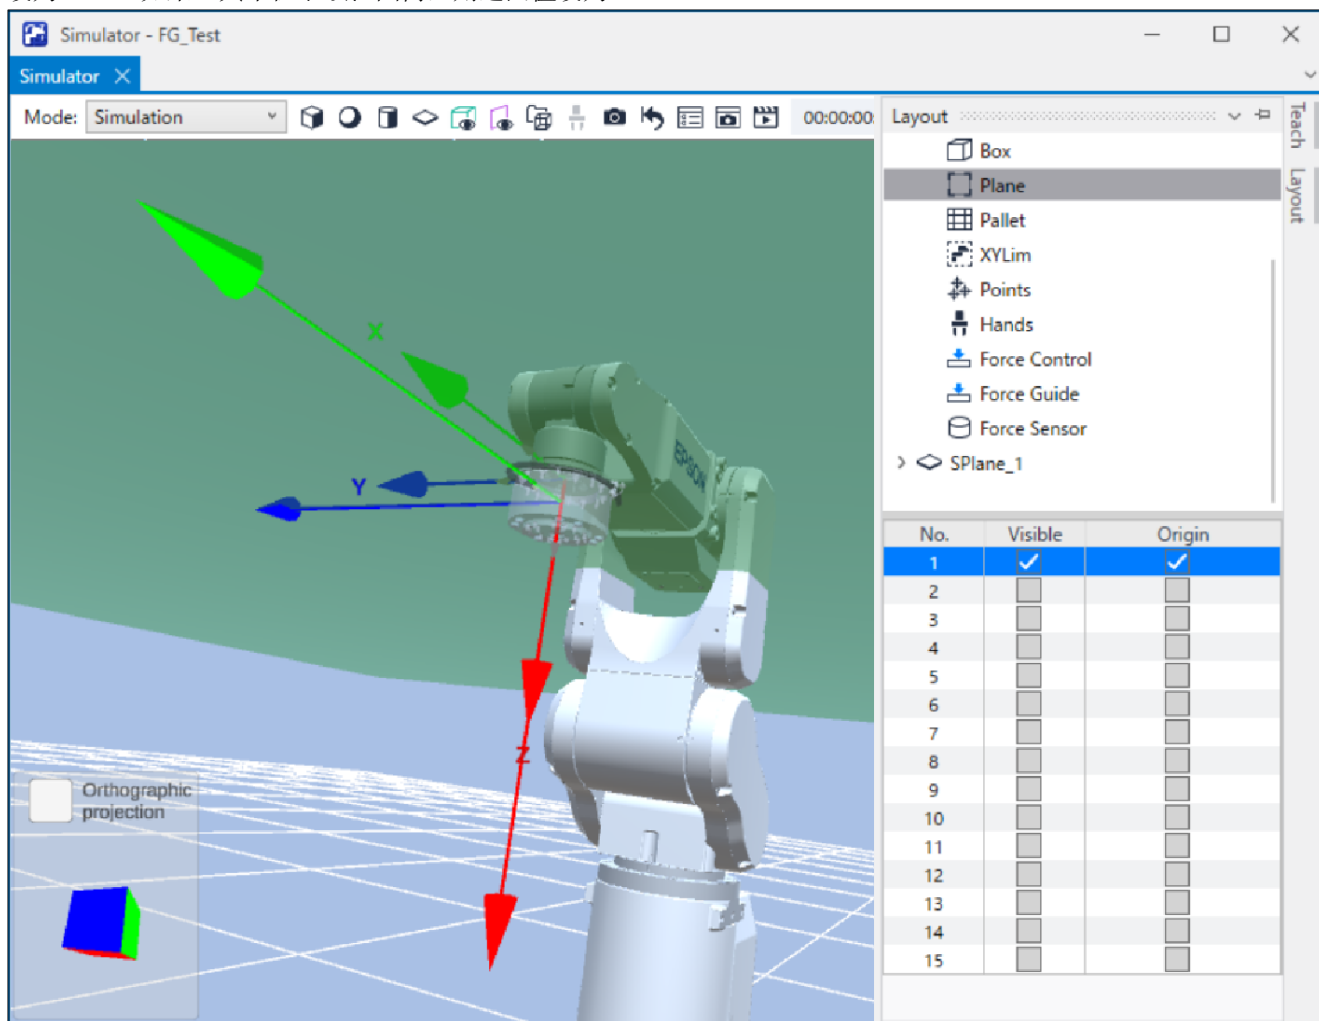 Simulator - FG_Test
Simulator
Mode: Simulation
00:00:00
Layout
Box
Plane
Pallet
XYLim
Points
Hands
Force Control
Force Guide
Force Sensor
SPlane_1
Teach
Layout
X
Y
Z
EPSON
Orthographic
projection
No. Visible Origin
1
2
3
4
5
6
7
8
9
10
11
12
13
14
15